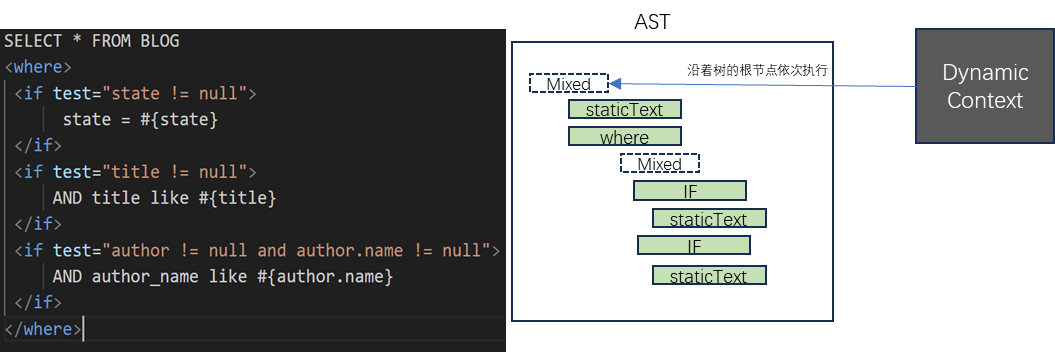 SELECT * FROM BLOG
<where>
<if test="state != null">
state = #{state}
</if>
<if test="title != null">
AND title like #{title}
</if>
<if test="author != null and author.name != null">
AND author_name like #{author.name}
</if>
</where>
AST
Mixed
staticText
where
Mixed
IF
staticText
IF
staticText
沿着树的根节点依次执行
Dynamic
Context